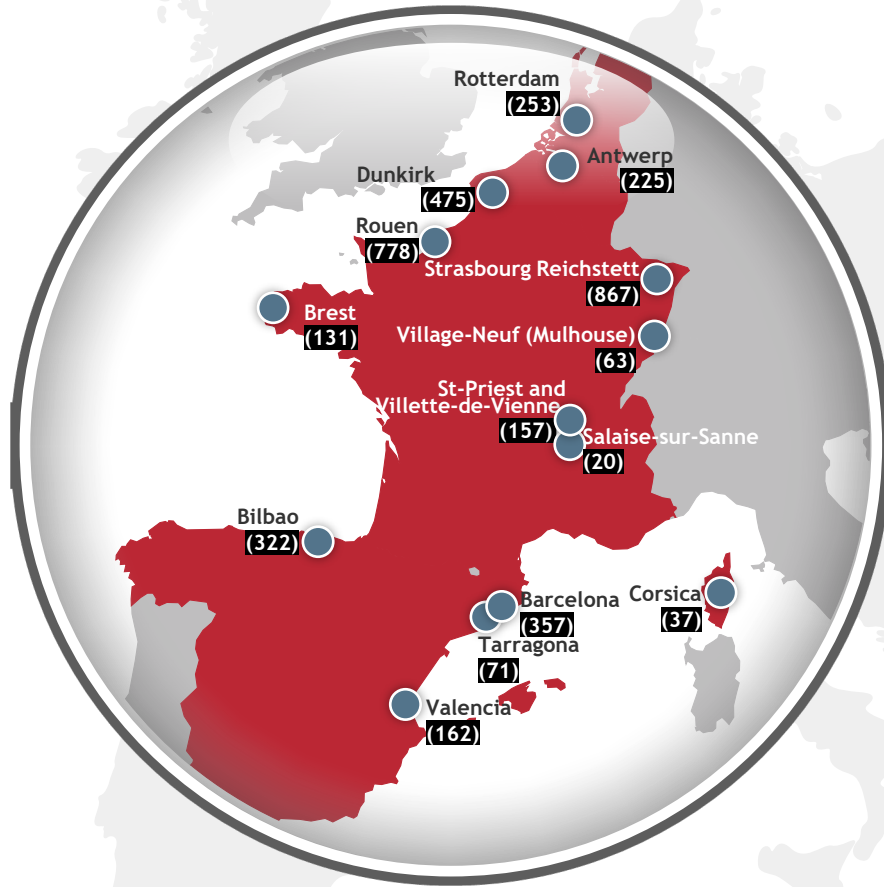 Rotterdam
(253)
Antwerp
(225)
Dunkirk
(475)
Rouen
(778)
Strasbourg Reichstett
(867)
Brest
(131)
Village-Neuf (Mulhouse)
(63)
St-Priest and
Villette-de-Vienne
(157)
Salaise-sur-Sanne
(20)
Bilbao
(322)
Barcelona
(357)
Corsica
(37)
Tarragona
(71)
Valencia
(162)